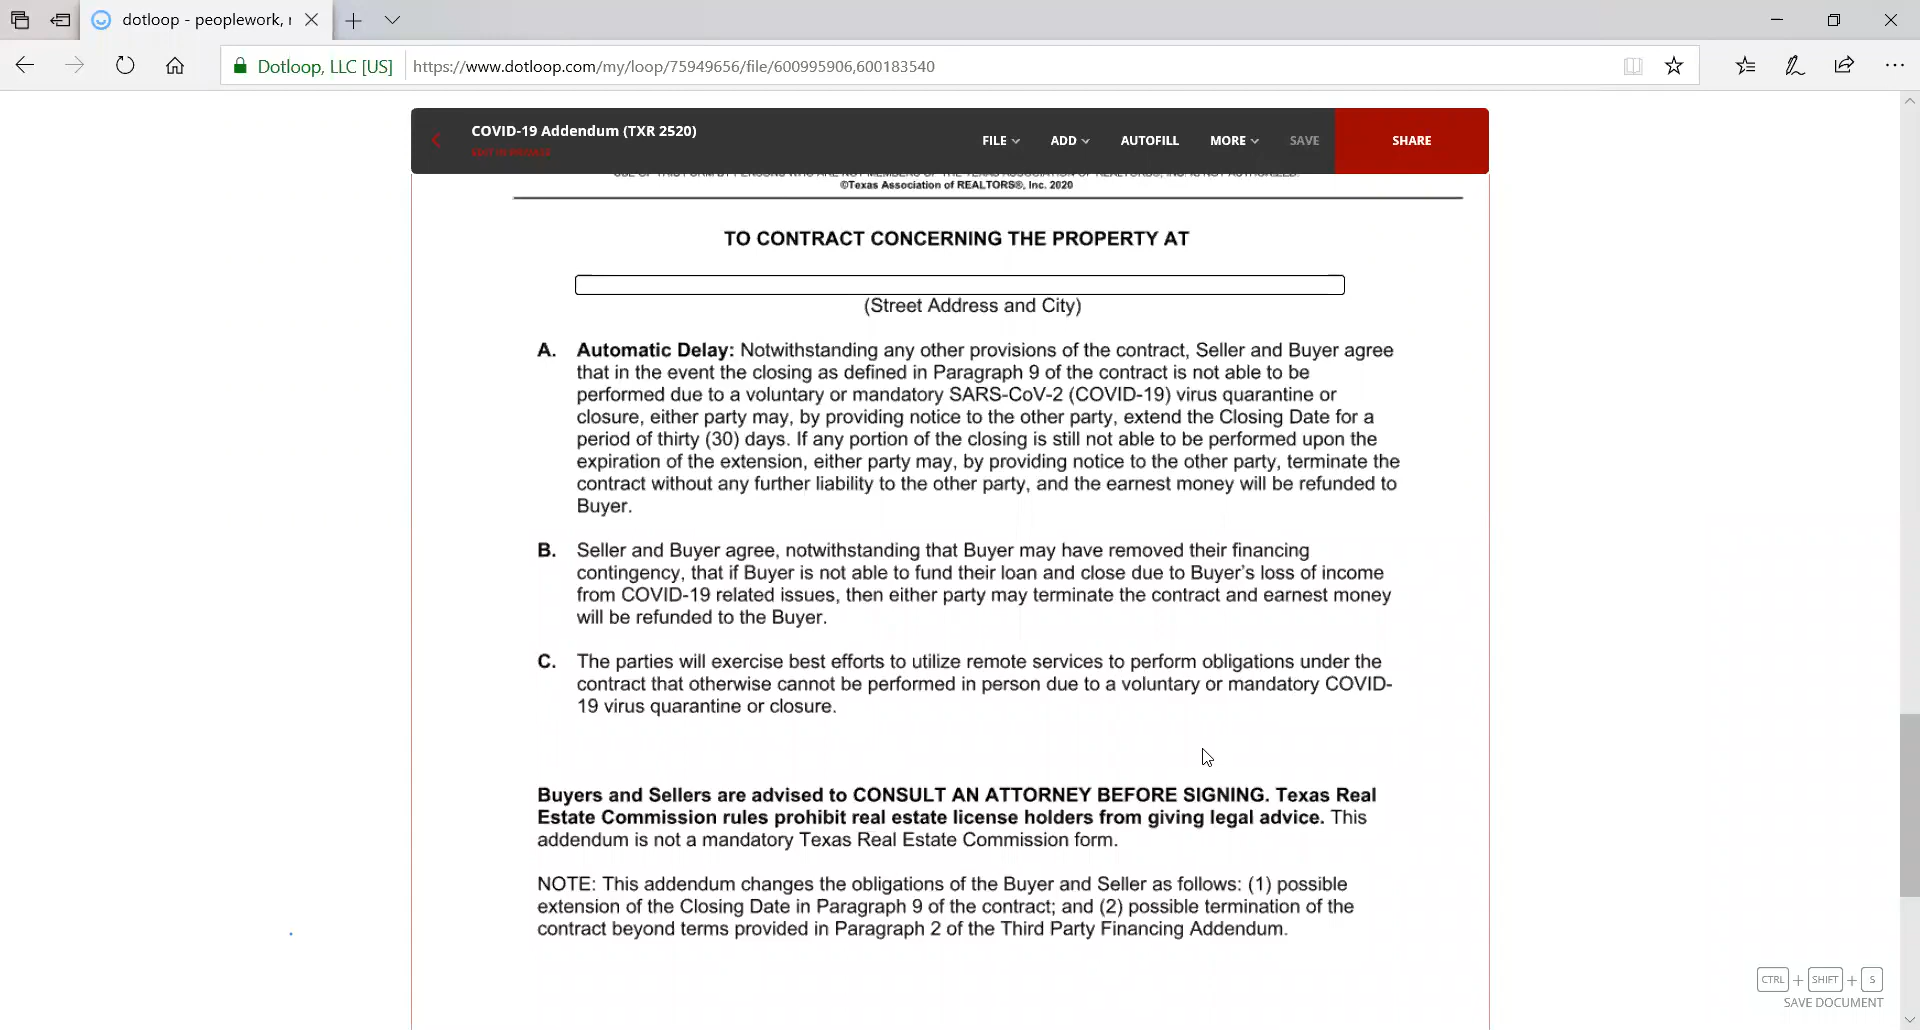 dotloop - peoplework, r
Dotloop, LLC [US]
https://www.dotloop.com/my/loop/75949656/file/600995906,600183540
COVID-19 Addendum (TXR 2520)
FILE
ADD
AUTOFILL
MORE
SAVE
SHARE
©Texas Association of REALTORS®, Inc. 2020
TO CONTRACT CONCERNING THE PROPERTY AT
(Street Address and City)
A. Automatic Delay: Notwithstanding any other provisions of the contract, Seller and Buyer agree
that in the event the closing as defined in Paragraph 9 of the contract is not able to be
performed due to a voluntary or mandatory SARS-CoV-2 (COVID-19) virus quarantine or
closure, either party may, by providing notice to the other party, extend the Closing Date for a
period of thirty (30) days. If any portion of the closing is still not able to be performed upon the
expiration of the extension, either party may, by providing notice to the other party, terminate the
contract without any further liability to the other party, and the earnest money will be refunded to
Buyer.
B. Seller and Buyer agree, notwithstanding that Buyer may have removed their financing
contingency, that if Buyer is not able to fund their loan and close due to Buyer's loss of income
from COVID-19 related issues, then either party may terminate the contract and earnest money
will be refunded to the Buyer.
C. The parties will exercise best efforts to utilize remote services to perform obligations under the
contract that otherwise cannot be performed in person due to a voluntary or mandatory COVID-
19 virus quarantine or closure.
Buyers and Sellers are advised to CONSULT AN ATTORNEY BEFORE SIGNING. Texas Real
Estate Commission rules prohibit real estate license holders from giving legal advice. This
addendum is not a mandatory Texas Real Estate Commission form.
NOTE: This addendum changes the obligations of the Buyer and Seller as follows: (1) possible
extension of the Closing Date in Paragraph 9 of the contract; and (2) possible termination of the
contract beyond terms provided in Paragraph 2 of the Third Party Financing Addendum.
CTRL + SHIFT + S
SAVE DOCUMENT